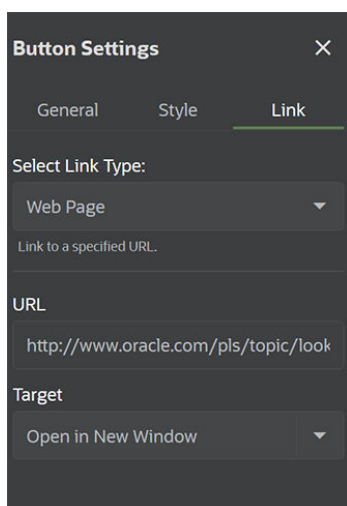 Button Settings
General Style Link
Select Link Type:
Web Page
Link to a specified URL.
URL
http://www.oracle.com/pls/topic/look
Target
Open in New Window